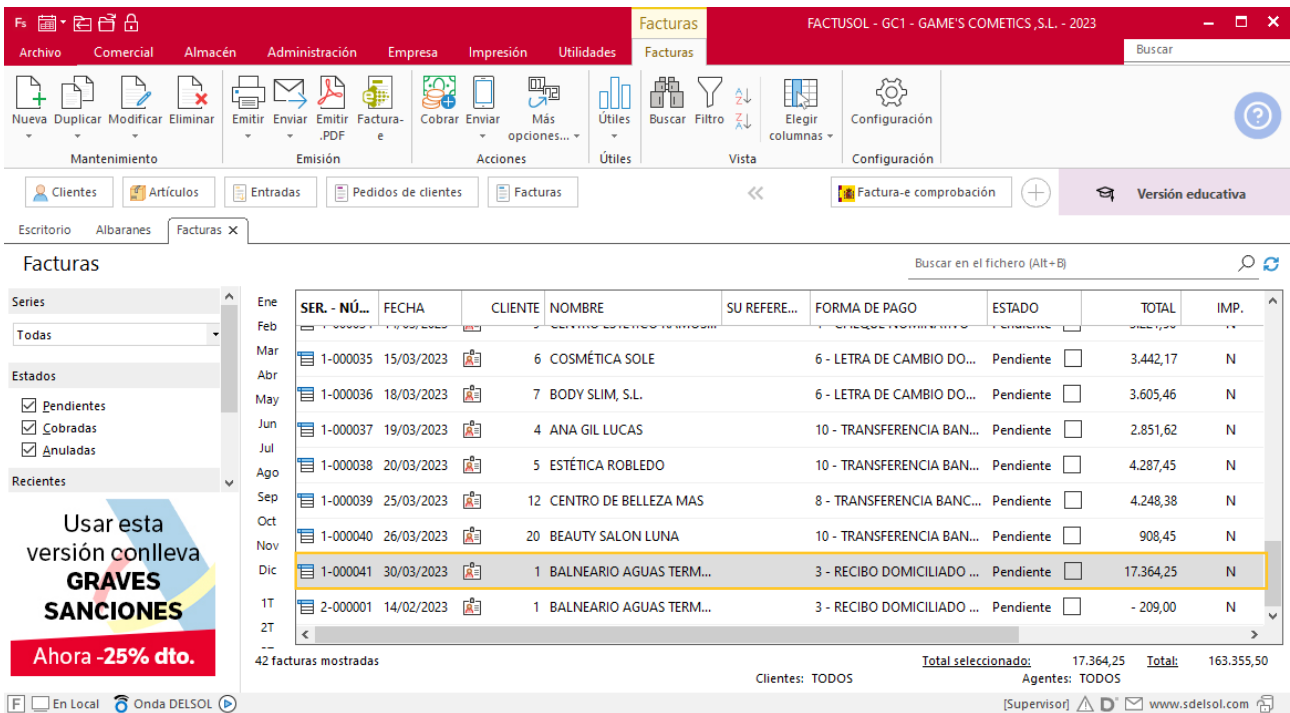 Fs Facturas FACTUSOL - GC1 - GAME'S COMETICS ,S.L. - 2023
Archivo Comercial Almacén Administración Empresa Impresión Utilidades Facturas Buscar
Nueva Duplicar Modificar Eliminar Emitir Enviar Emitir .PDF Factura-e Cobrar Enviar Más opciones... Útiles Buscar Filtro Elegir columnas Configuración
Mantenimiento Emisión Acciones Útiles Vista Configuración
Clientes Artículos Entradas Pedidos de clientes Facturas Factura-e comprobación Versión educativa
Escritorio Albaranes Facturas
Facturas Buscar en el fichero (Alt+B)
Series
Todas
Estados
Pendientes
Cobradas
Anuladas
Recientes
Usar esta
versión conlleva
GRAVES
SANCIONES
Ahora -25% dto.
Ene
Feb
Mar
Abr
May
Jun
Jul
Ago
Sep
Oct
Nov
Dic
1T
2T
SER. - NÚ... FECHA CLIENTE NOMBRE SU REFERE... FORMA DE PAGO ESTADO TOTAL IMP.
1-000035 15/03/2023 6 COSMÉTICA SOLE 6 - LETRA DE CAMBIO DO... Pendiente 3.442,17 N
1-000036 18/03/2023 7 BODY SLIM, S.L. 6 - LETRA DE CAMBIO DO... Pendiente 3.605,46 N
1-000037 19/03/2023 4 ANA GIL LUCAS 10 - TRANSFERENCIA BAN... Pendiente 2.851,62 N
1-000038 20/03/2023 5 ESTÉTICA ROBLEDO 10 - TRANSFERENCIA BAN... Pendiente 4.287,45 N
1-000039 25/03/2023 12 CENTRO DE BELLEZA MAS 8 - TRANSFERENCIA BANC... Pendiente 4.248,38 N
1-000040 26/03/2023 20 BEAUTY SALON LUNA 10 - TRANSFERENCIA BAN... Pendiente 908,45 N
1-000041 30/03/2023 1 BALNEARIO AGUAS TERM... 3 - RECIBO DOMICILIADO ... Pendiente 17.364,25 N
2-000001 14/02/2023 1 BALNEARIO AGUAS TERM... 3 - RECIBO DOMICILIADO ... Pendiente - 209,00 N
42 facturas mostradas Total seleccionado: 17.364,25 Total: 163.355,50
Clientes: TODOS Agentes: TODOS
F En Local Onda DELSOL [Supervisor] D www.sdelsol.com